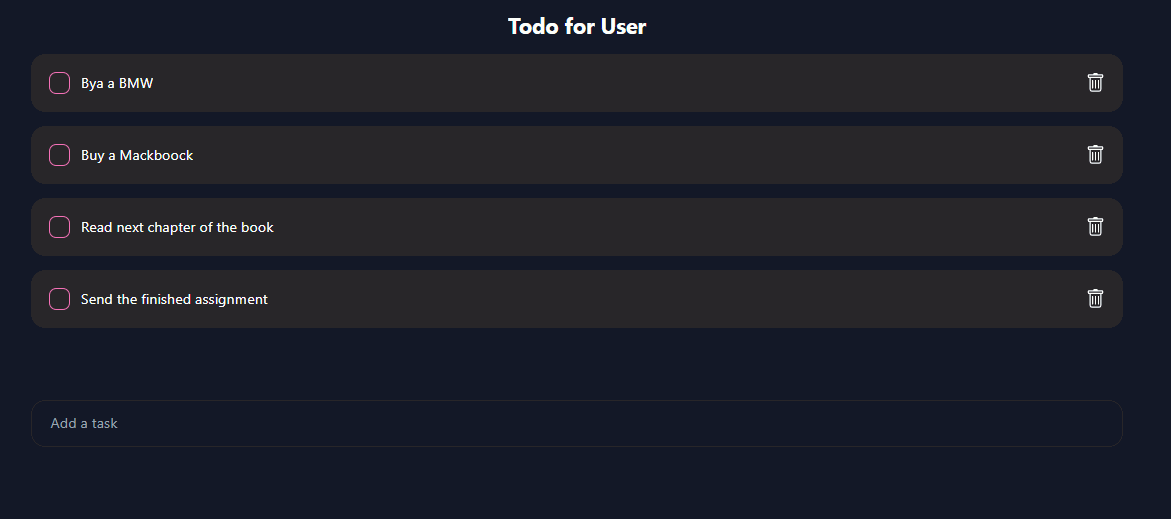 Todo for User
Bya a BMW
Buy a Mackboock
Read next chapter of the book
Send the finished assignment
Add a task